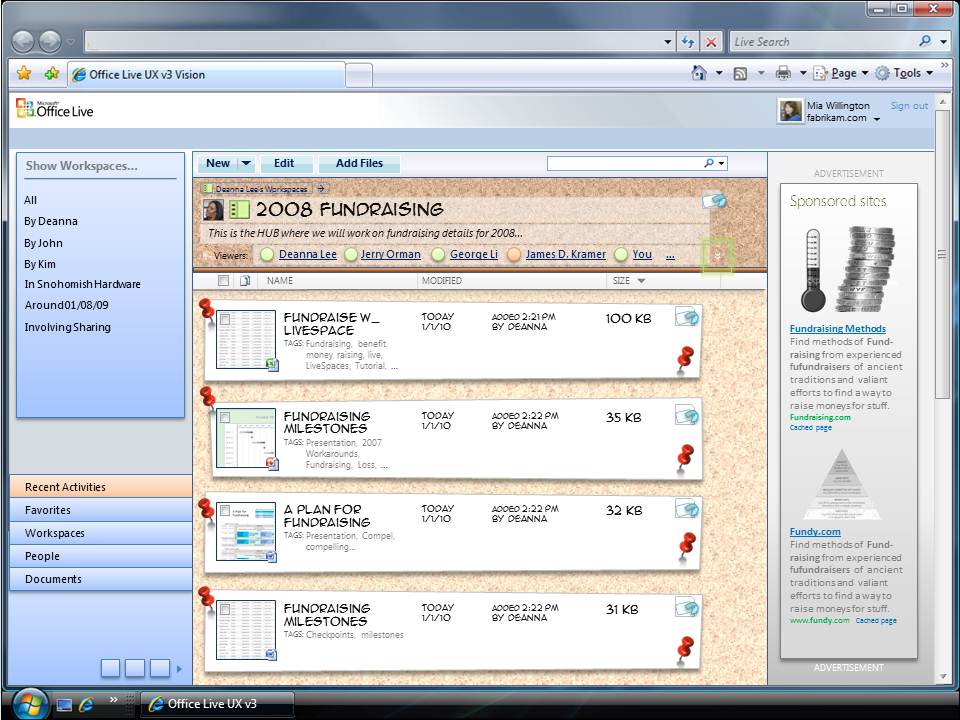 Live Search
Office Live UX v3 Vision
Page
Tools
Microsoft®
Office Live
Mia Willington
fabrikam.com
Sign out
Show Workspaces...
All
By Deanna
By John
By Kim
In Snohomish Hardware
Around01/08/09
Involving Sharing
Recent Activities
Favorites
Workspaces
People
Documents
New Edit Add Files
Deanna Lee's Workspaces
2008 FUNDRAISING
This is the HUB where we will work on fundraising details for 2008...
Viewers: Deanna Lee Jerry Orman George Li James D. Kramer You ...
NAME MODIFIED SIZE
FUNDRAISE W_ TODAY ADDED 2:21 PM 100 KB
LIVESPACE 1/1/10 BY DEANNA
TAGS: Fundraising, benefit,
money raising, live,
LiveSpaces, Tutorial, ...
FUNDRAISING TODAY ADDED 2:22 PM 35 KB
MILESTONES 1/1/10 BY DEANNA
TAGS: Presentation, 2007
Workarounds,
Fundraising, Loss, ...
A PLAN FOR TODAY ADDED 2:22 PM 32 KB
FUNDRAISING 1/1/10 BY DEANNA
TAGS: Presentation, Compel,
compelling...
FUNDRAISING TODAY ADDED 2:22 PM 31 KB
MILESTONES 1/1/10 BY DEANNA
TAGS: Checkpoints, milestones
ADVERTISEMENT
Sponsored sites
Fundraising Methods
Find methods of Fund-
raising from experienced
fufundraisers of ancient
traditions and valiant
efforts to find a way to
raise moneys for stuff.
Fundraising.com
Cached page
Fundy.com
Find methods of Fund-
raising from experienced
fufundraisers of ancient
traditions and valiant
efforts to find a way to
raise moneys for stuff.
www.fundy.com Cached page
ADVERTISEMENT
Office Live UX v3